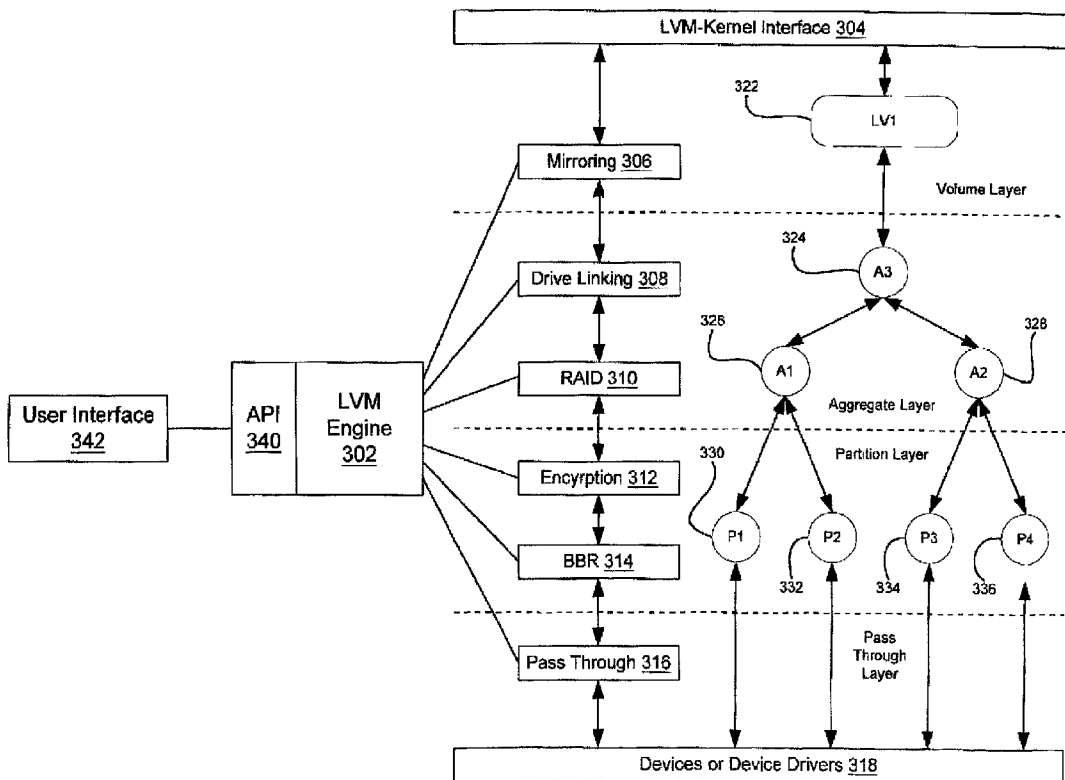 LVM-Kernel Interface 304
322
LV1
Mirroring 306
Volume Layer
324
A3
Drive Linking 308
326
328
A1
A2
RAID 310
Aggregate Layer
User Interface
342
API
340
LVM
Engine
302
Partition Layer
330
Encyrption 312
P1
P2
P3
P4
BBR 314
332
334
336
Pass
Through
Layer
Pass Through 316
Devices or Device Drivers 318